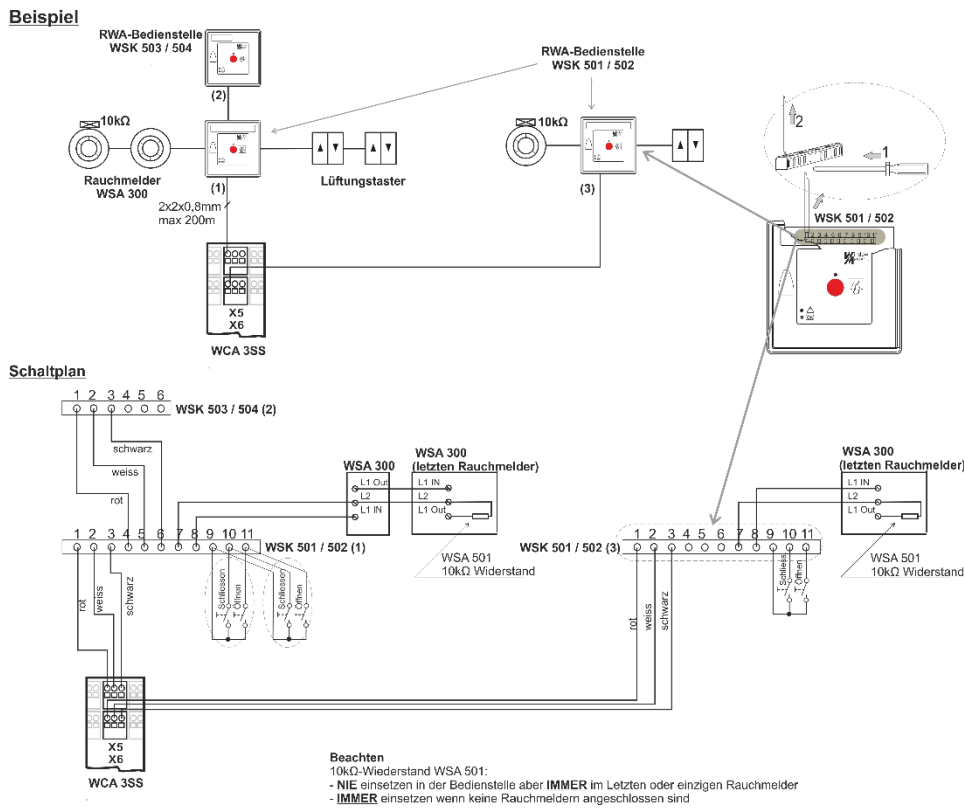 Beispiel
RWA-Bedienstelle
WSK 503 / 504
RWA-Bedienstelle
WSK 501 / 502
(2)
10kΩ
10kΩ
2
1
Rauchmelder
WSA 300
(1)
Lüftungstaster
(3)
2x2x0,8mm
max 200m
WSK 501 / 502
X5
X6
WCA 3SS
Schaltplan
1 2 3 4 5 6
WSK 503 / 504 (2)
schwarz
weiss
rot
WSA 300
WSA 300
(letzten Rauchmelder)
WSA 300
(letzten Rauchmelder)
L1 Out
L2
L1 IN
L1 IN
L2
L1 Out
L1 IN
L2
L1 Out
WSA 501
10kΩ Widerstand
WSA 501
10kΩ Widerstand
1 2 3 4 5 6 7 8 9 10 11
WSK 501 / 502 (1)
WSK 501 / 502 (3)
1 2 3 4 5 6 7 8 9 10 11
rot
weiss
schwarz
Schliessen
Öffnen
Schliessen
Öffnen
rot
weiss
schwarz
Schliess.
Öffnen
X5
X6
WCA 3SS
Beachten
10kΩ-Wiederstand WSA 501:
- NIE einsetzen in der Bedienstelle aber IMMER im Letzten oder einzigen Rauchmelder
- IMMER einsetzen wenn keine Rauchmeldern angeschlossen sind